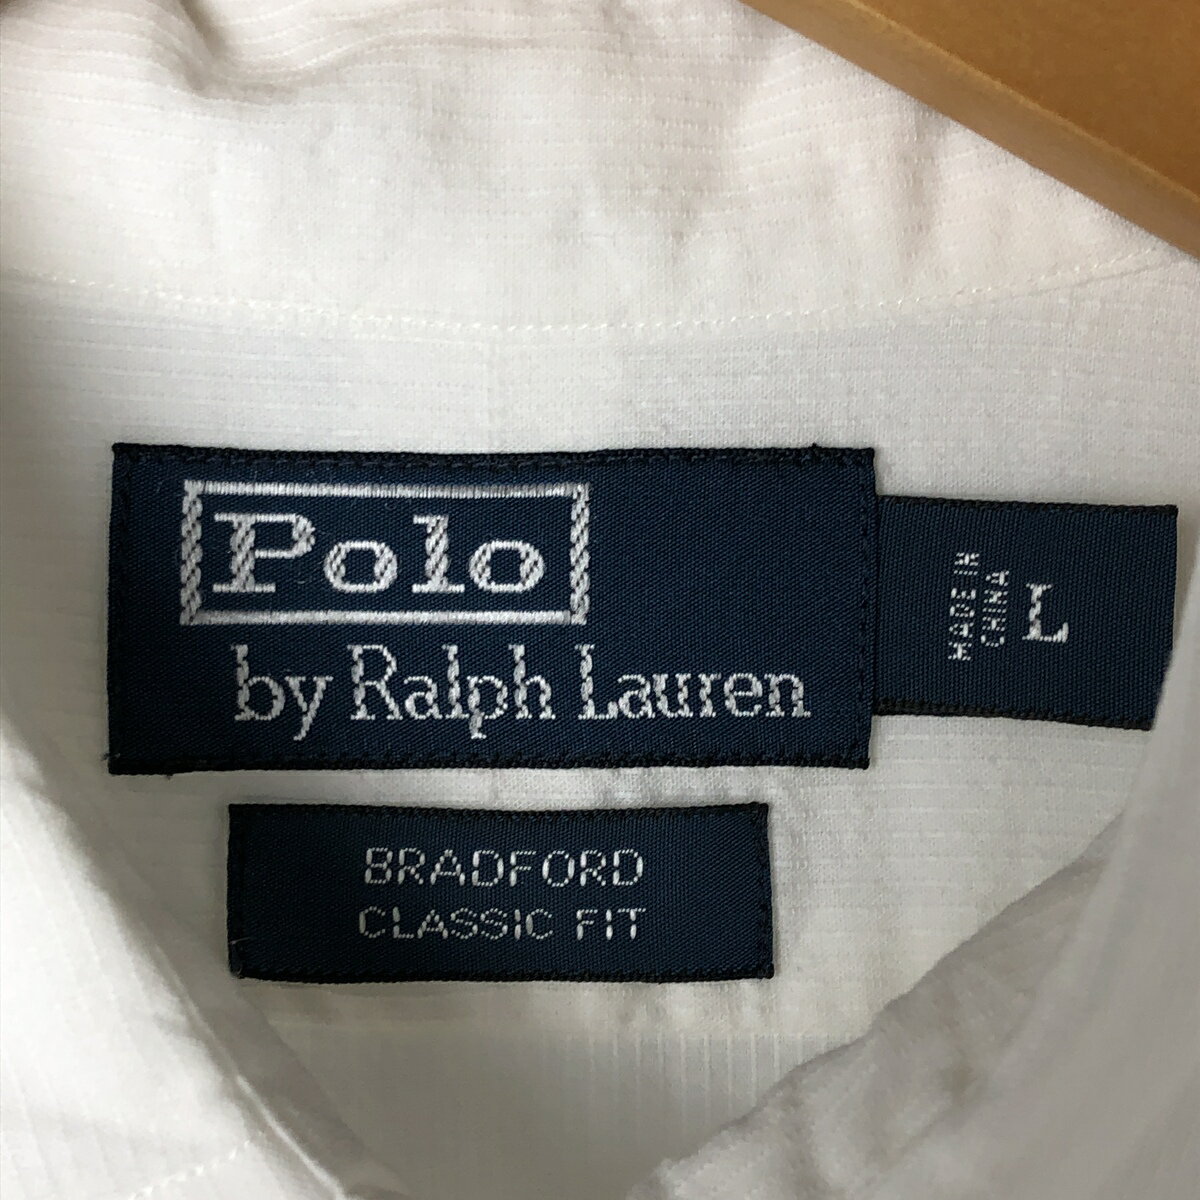 Polo
by Ralph Lauren
MADE IN
CHINA
L
BRADFORD
CLASSIC FIT